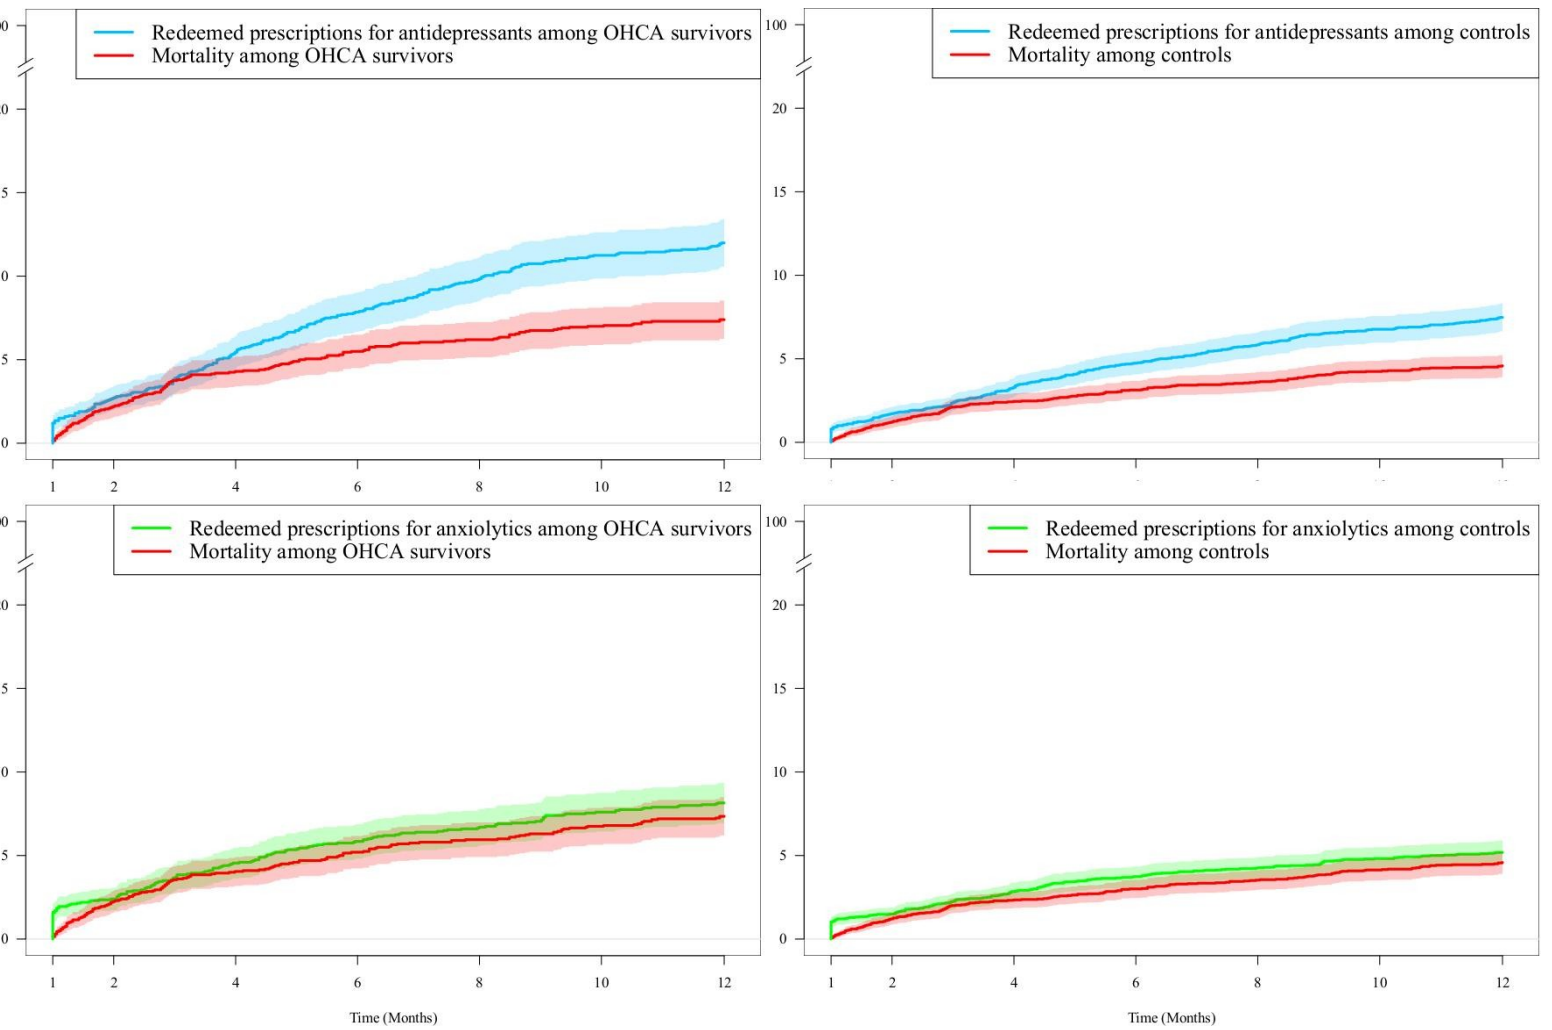 Redeemed prescriptions for antidepressants among OHCA survivors
Mortality among OHCA survivors
00
20
5
0
5
0
1 2 4 6 8 10 12
Redeemed prescriptions for antidepressants among controls
Mortality among controls
100
20
15
10
5
0
Redeemed prescriptions for anxiolytics among OHCA survivors
Mortality among OHCA survivors
00
20
5
0
5
0
1 2 4 6 8 10 12
Time (Months)
Redeemed prescriptions for anxiolytics among controls
Mortality among controls
100
20
15
10
5
0
1 2 4 6 8 10 12
Time (Months)